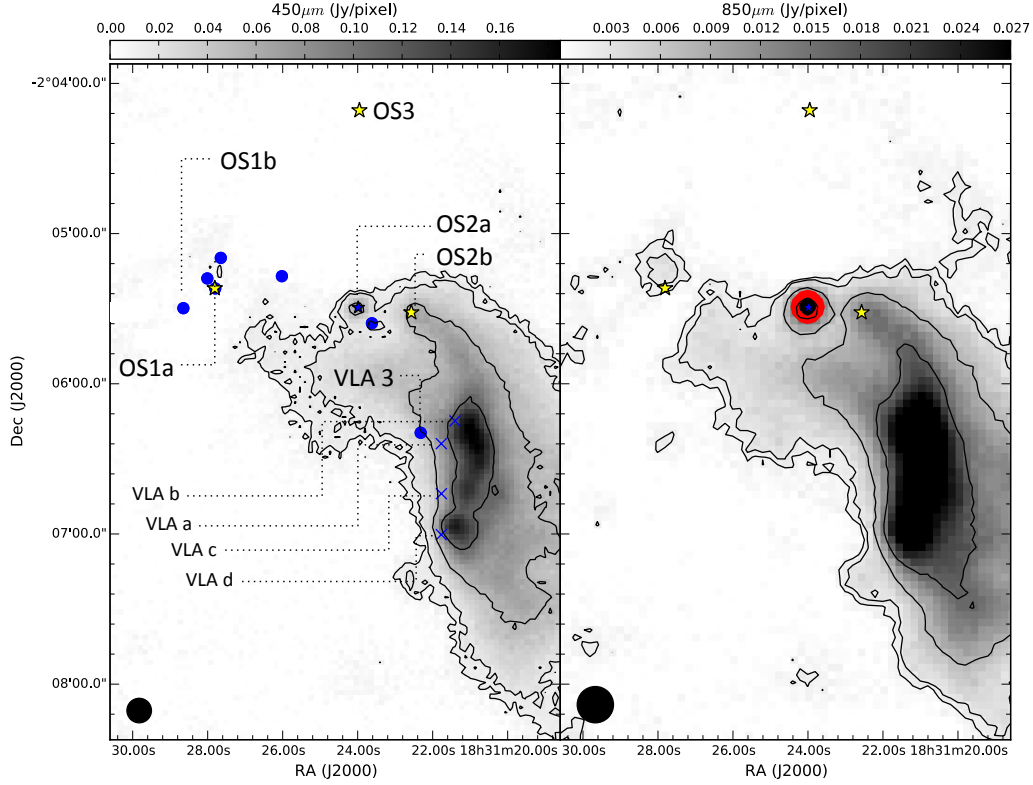 450μm (Jy/pixel)
850μm (Jy/pixel)
0.00 0.02 0.04 0.06 0.08 0.10 0.12 0.14 0.16
0.003 0.006 0.009 0.012 0.015 0.018 0.021 0.024 0.027
-2°04'00.0"
OS3
OS1b
OS2a
05'00.0"
OS2b
OS1a
VLA 3
06'00.0"
Dec (J2000)
VLA b
VLA a
07'00.0"
VLA c
VLA d
08'00.0"
30.00s 28.00s 26.00s 24.00s 22.00s 18h31m20.00s
30.00s 28.00s 26.00s 24.00s 22.00s 18h31m20.00s
RA (J2000)
RA (J2000)